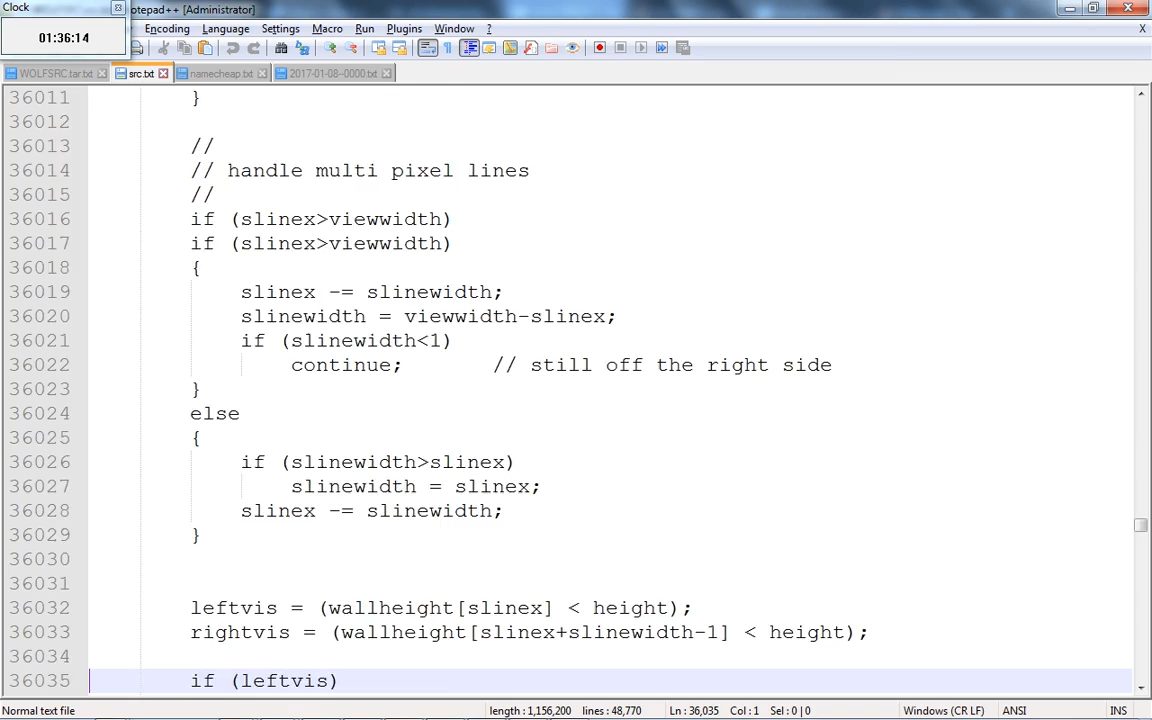 Clock
otepad++ [Administrator]
01:36:14
Encoding Language Settings Macro Run Plugins Window ? X
WOLFSRC.tar.txt src.txt namecheap.txt 2017-01-08--0000.txt
36011 }
36012
36013 //
36014 // handle multi pixel lines
36015 //
36016 if (slinex>viewwidth)
36017 if (slinex>viewwidth)
36018 {
36019 slinex -= slinewidth;
36020 slinewidth = viewwidth-slinex;
36021 if (slinewidth<1)
36022 continue; // still off the right side
36023 }
36024 else
36025 {
36026 if (slinewidth>slinex)
36027 slinewidth = slinex;
36028 slinex -= slinewidth;
36029 }
36030
36031
36032 leftvis = (wallheight[slinex] < height);
36033 rightvis = (wallheight[slinex+slinewidth-1] < height);
36034
36035 if (leftvis)
Normal text file length : 1,156,200 lines : 48,770 Ln : 36,035 Col : 1 Sel : 0 | 0 Windows (CR LF) ANSI INS